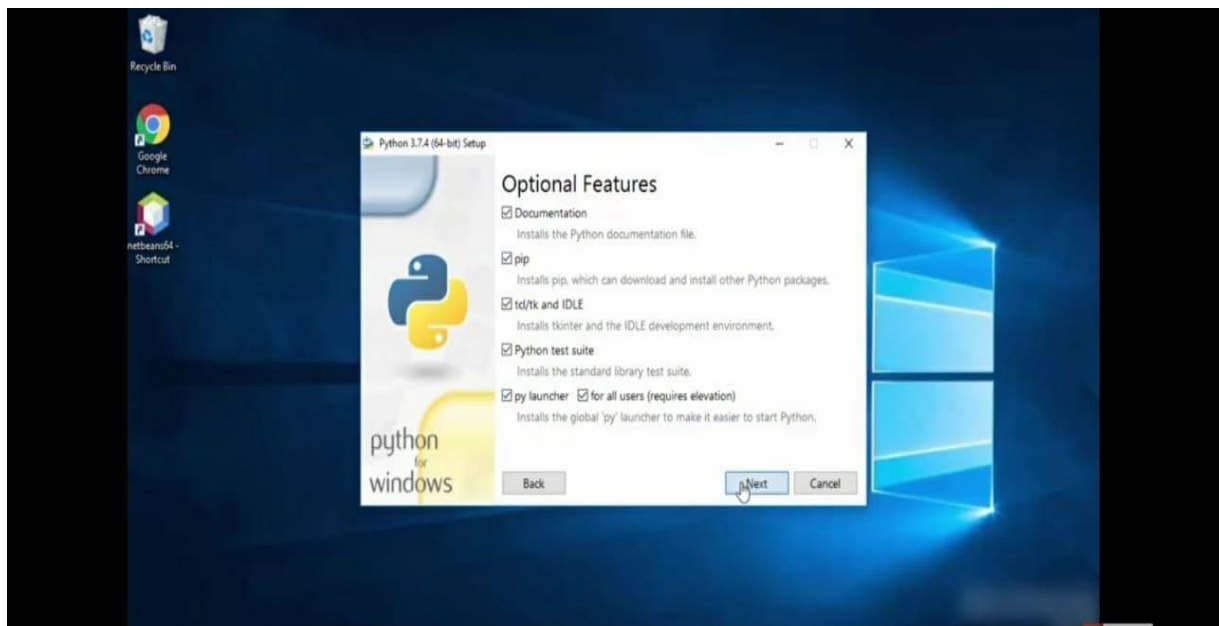 Recycle Bin
Google
Chrome
netbeans64 -
Shortcut
Python 3.7.4 (64-bit) Setup
Optional Features
Documentation
Installs the Python documentation file.
pip
Installs pip, which can download and install other Python packages.
tcl/tk and IDLE
Installs tkinter and the IDLE development environment.
Python test suite
Installs the standard library test suite.
py launcher for all users (requires elevation)
Installs the global 'py' launcher to make it easier to start Python.
python
for
windows
Back Next Cancel